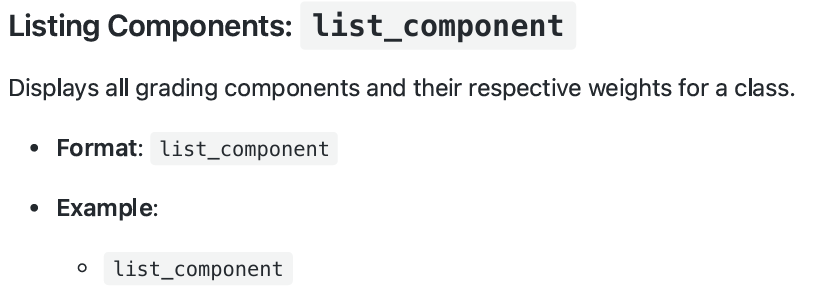 Listing Components: list_component
Displays all grading components and their respective weights for a class.
• Format: list_component
• Example:
◦ list_component